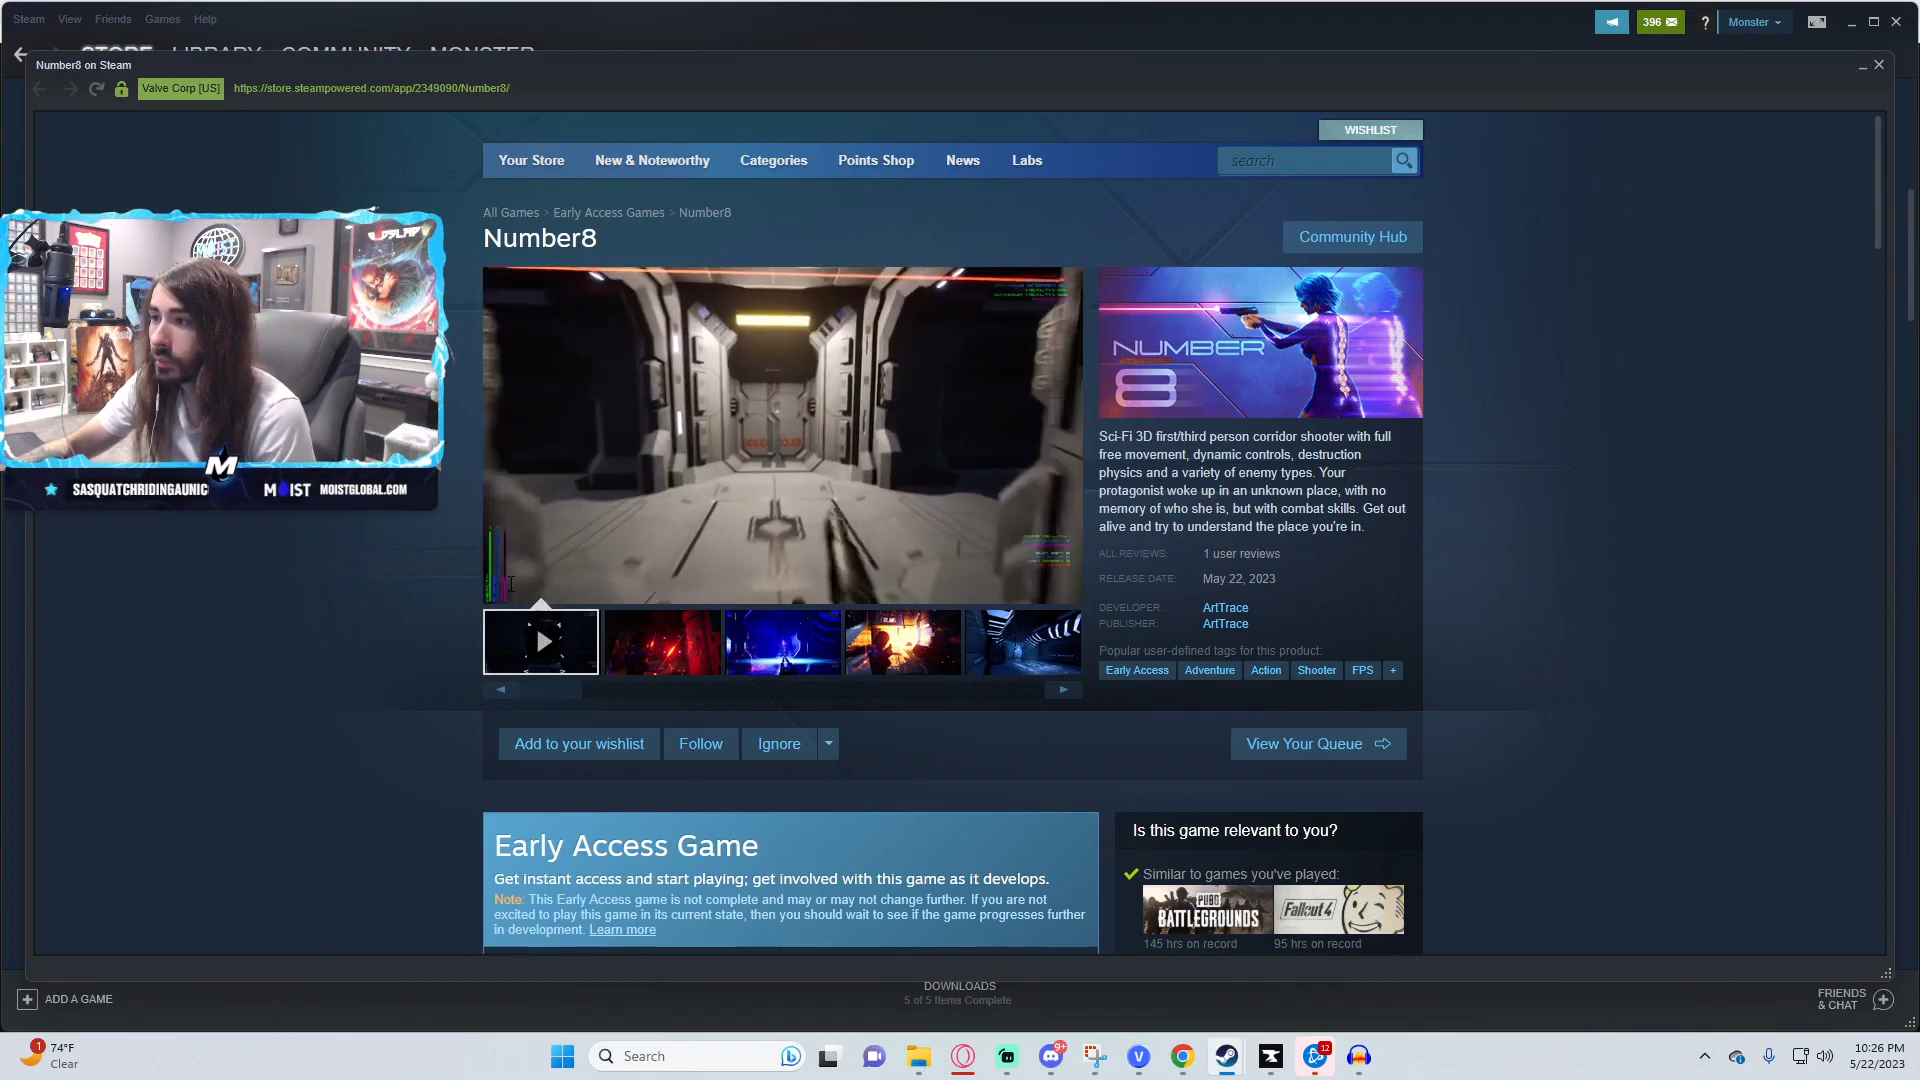 Steam View Friends Games Help
396
?
Monster
STORE LIBRARY COMMUNITY MONSTER
Number8 on Steam
Valve Corp [US] https://store.steampowered.com/app/2349090/Number8/
WISHLIST
Your Store New & Noteworthy Categories Points Shop News Labs
search
All Games > Early Access Games > Number8
Number8
Community Hub
NUMBER
8
Sci-Fi 3D first/third person corridor shooter with full
free movement, dynamic controls, destruction
physics and a variety of enemy types. Your
protagonist woke up in an unknown place, with no
memory of who she is, but with combat skills. Get out
alive and try to understand the place you're in.
ALL REVIEWS: 1 user reviews
RELEASE DATE: May 22, 2023
DEVELOPER: ArtTrace
PUBLISHER: ArtTrace
Popular user-defined tags for this product:
Early Access Adventure Action Shooter FPS +
M
SASQUATCHRIDINGAUNIC MOIST MOISTGLOBAL.COM
Add to your wishlist Follow Ignore
View Your Queue
Early Access Game
Get instant access and start playing; get involved with this game as it develops.
Note: This Early Access game is not complete and may or may not change further. If you are not
excited to play this game in its current state, then you should wait to see if the game progresses further
in development. Learn more
Is this game relevant to you?
Similar to games you've played:
PUBG
BATTLEGROUNDS
Fallout 4
145 hrs on record 95 hrs on record
+ ADD A GAME
DOWNLOADS
5 of 5 Items Complete
FRIENDS
& CHAT
1
74°F
Clear
Search
9+
12
10:26 PM
5/22/2023